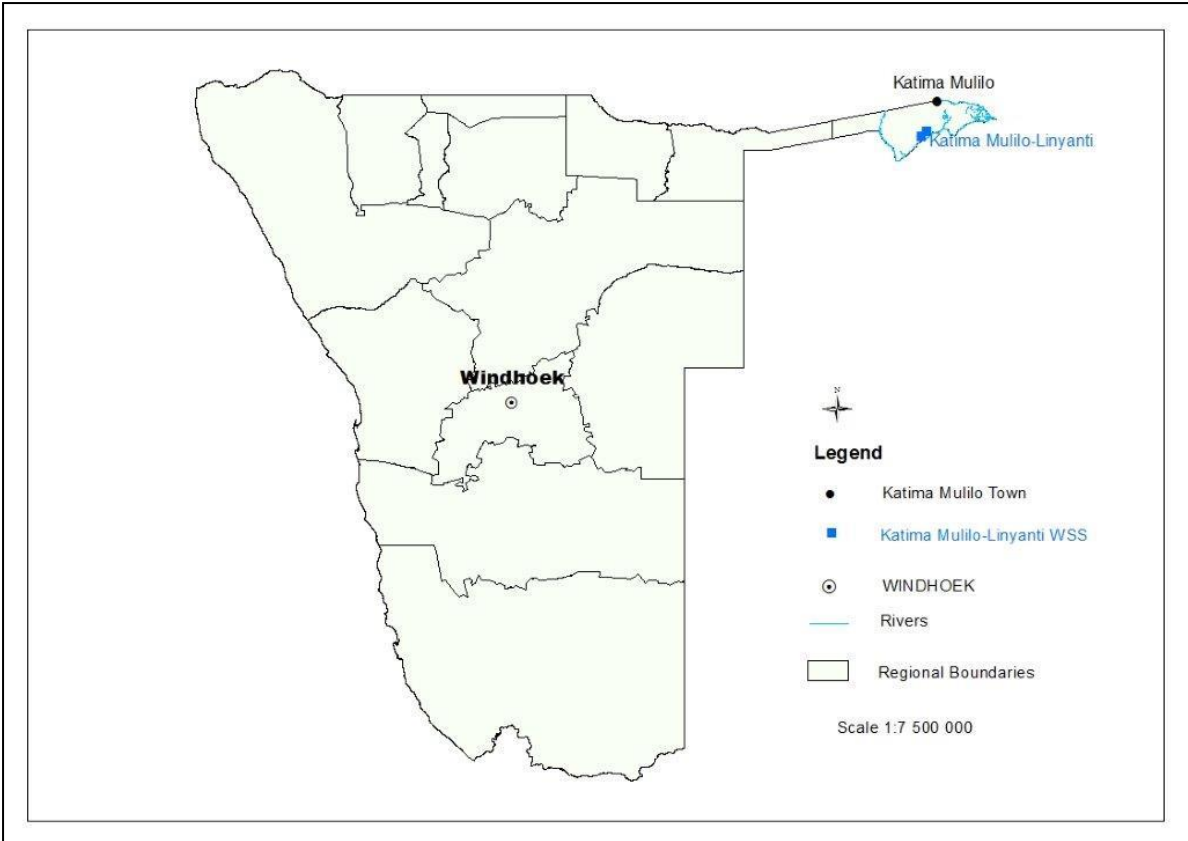 Katima Mulilo
Katima Mulilo-Linyanti
Windhoek
N
Legend
Katima Mulilo Town
Katima Mulilo-Linyanti WSS
WINDHOEK
Rivers
Regional Boundaries
Scale 1:7 500 000